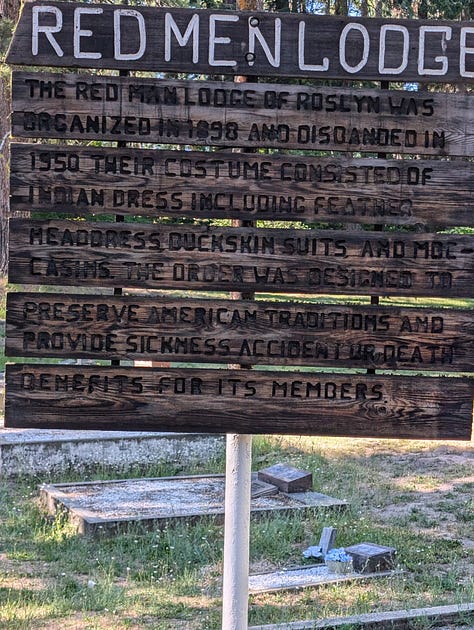 RED MEN LODGE
THE RED MAN LODGE OF ROSLYN WAS
ORGANIZED IN 1898 AND DISBANDED IN
1950 THEIR COSTUME CONSISTED OF
INDIAN DRESS INCLUDING FEATHER
HEADDRESS, BUCKSKIN SUITS, AND MOC-
CASINS. THE ORDER WAS DESIGNED TO
PRESERVE AMERICAN TRADITIONS AND
PROVIDE SICKNESS ACCIDENT OR DEATH
BENEFITS FOR ITS MEMBERS.